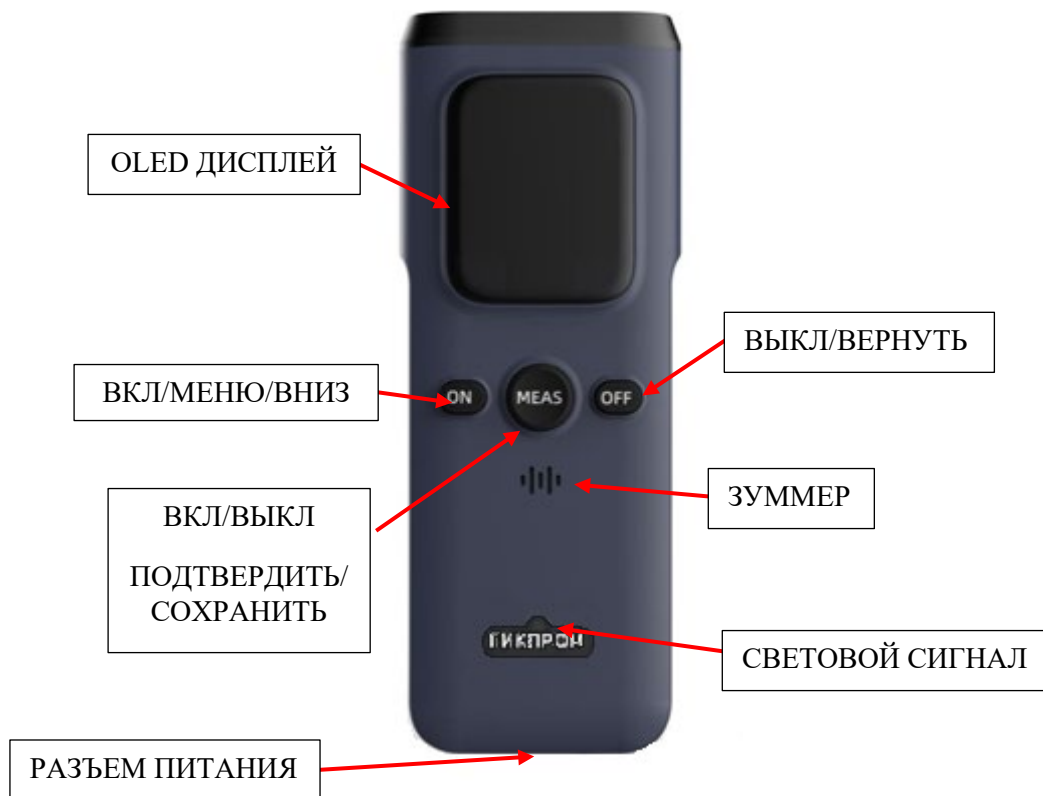 OLED ДИСПЛЕЙ
ВЫКЛ/ВЕРНУТЬ
ВКЛ/МЕНЮ/ВНИЗ
ON
MEAS
OFF
ЗУММЕР
ВКЛ/ВЫКЛ
ПОДТВЕРДИТЬ/
СОХРАНИТЬ
ГИКПРОН
СВЕТОВОЙ СИГНАЛ
РАЗЪЕМ ПИТАНИЯ